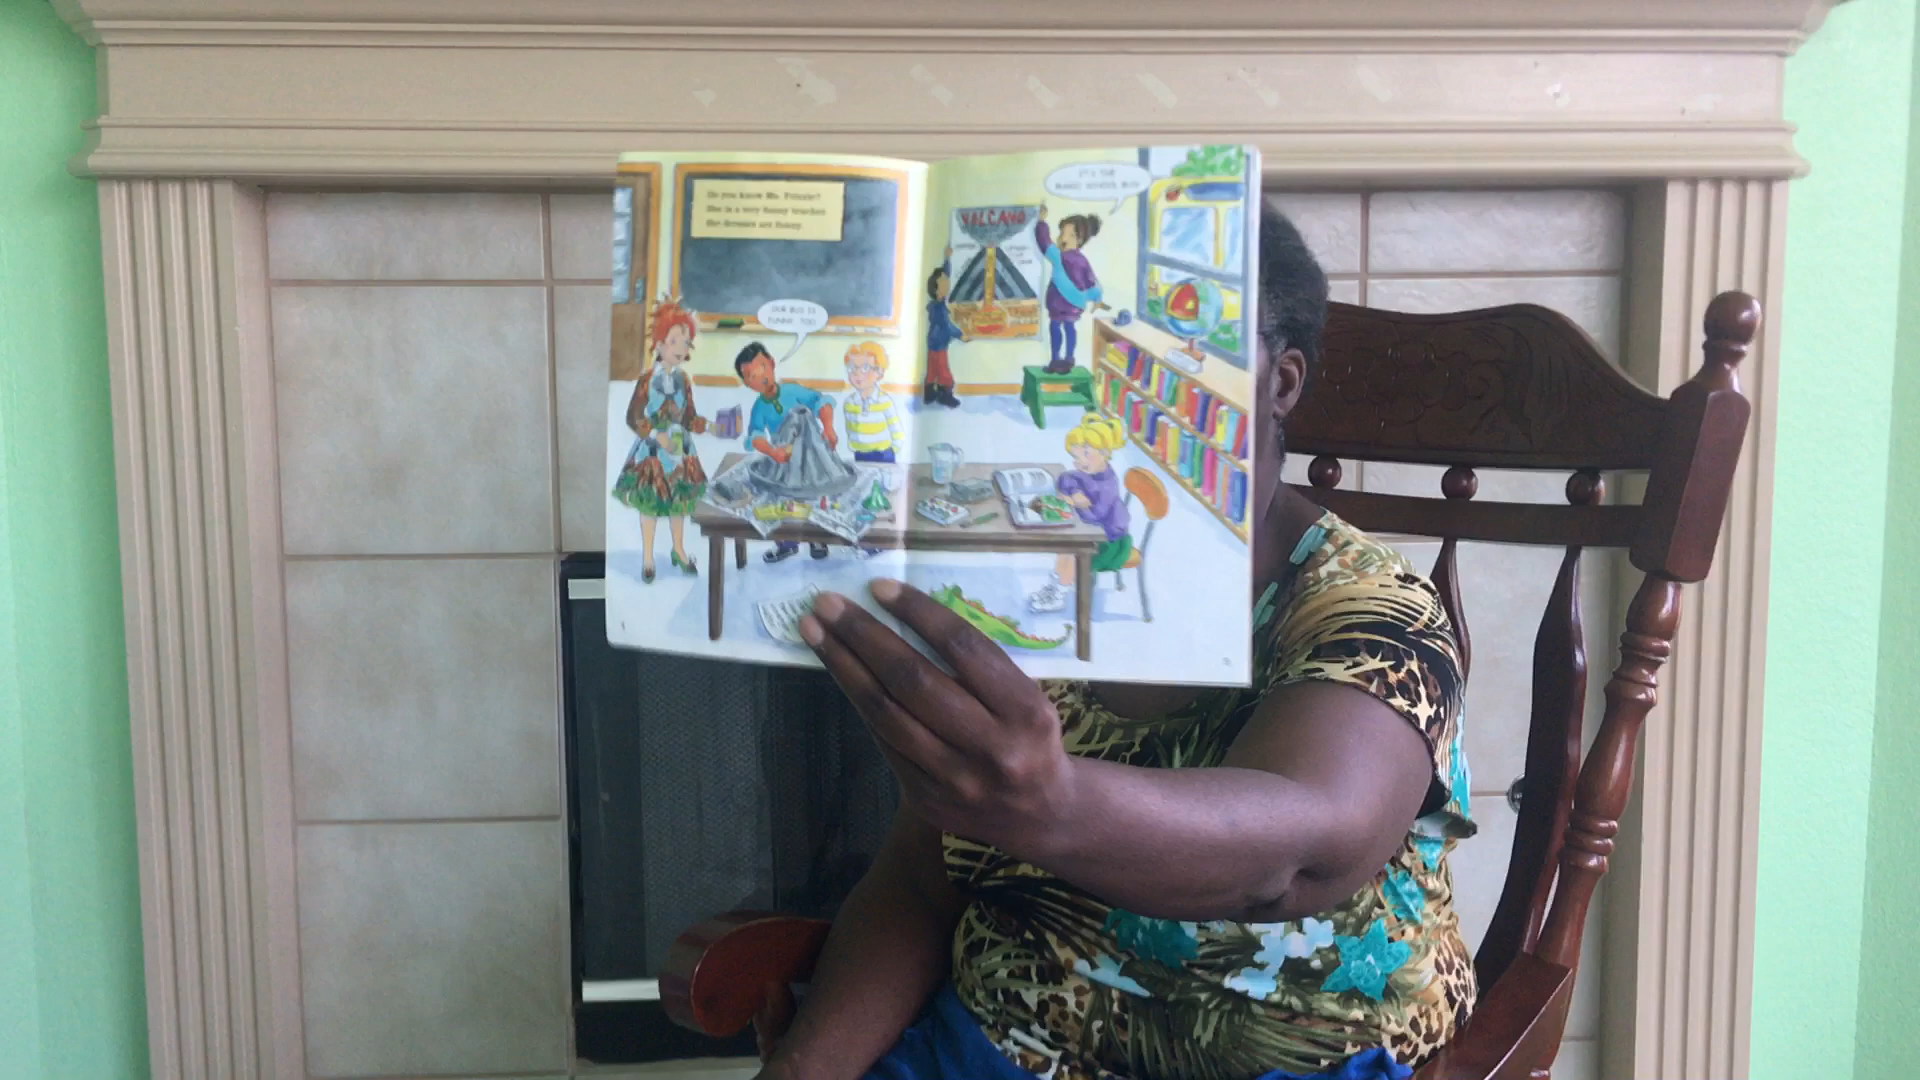 Do you know Ms. Frizzle?
She is a very funny teacher.
Her dresses are funny.
OUR BUS IS
FUNNY, TOO.
IT'S THE
MAGIC SCHOOL BUS!
VOLCANO